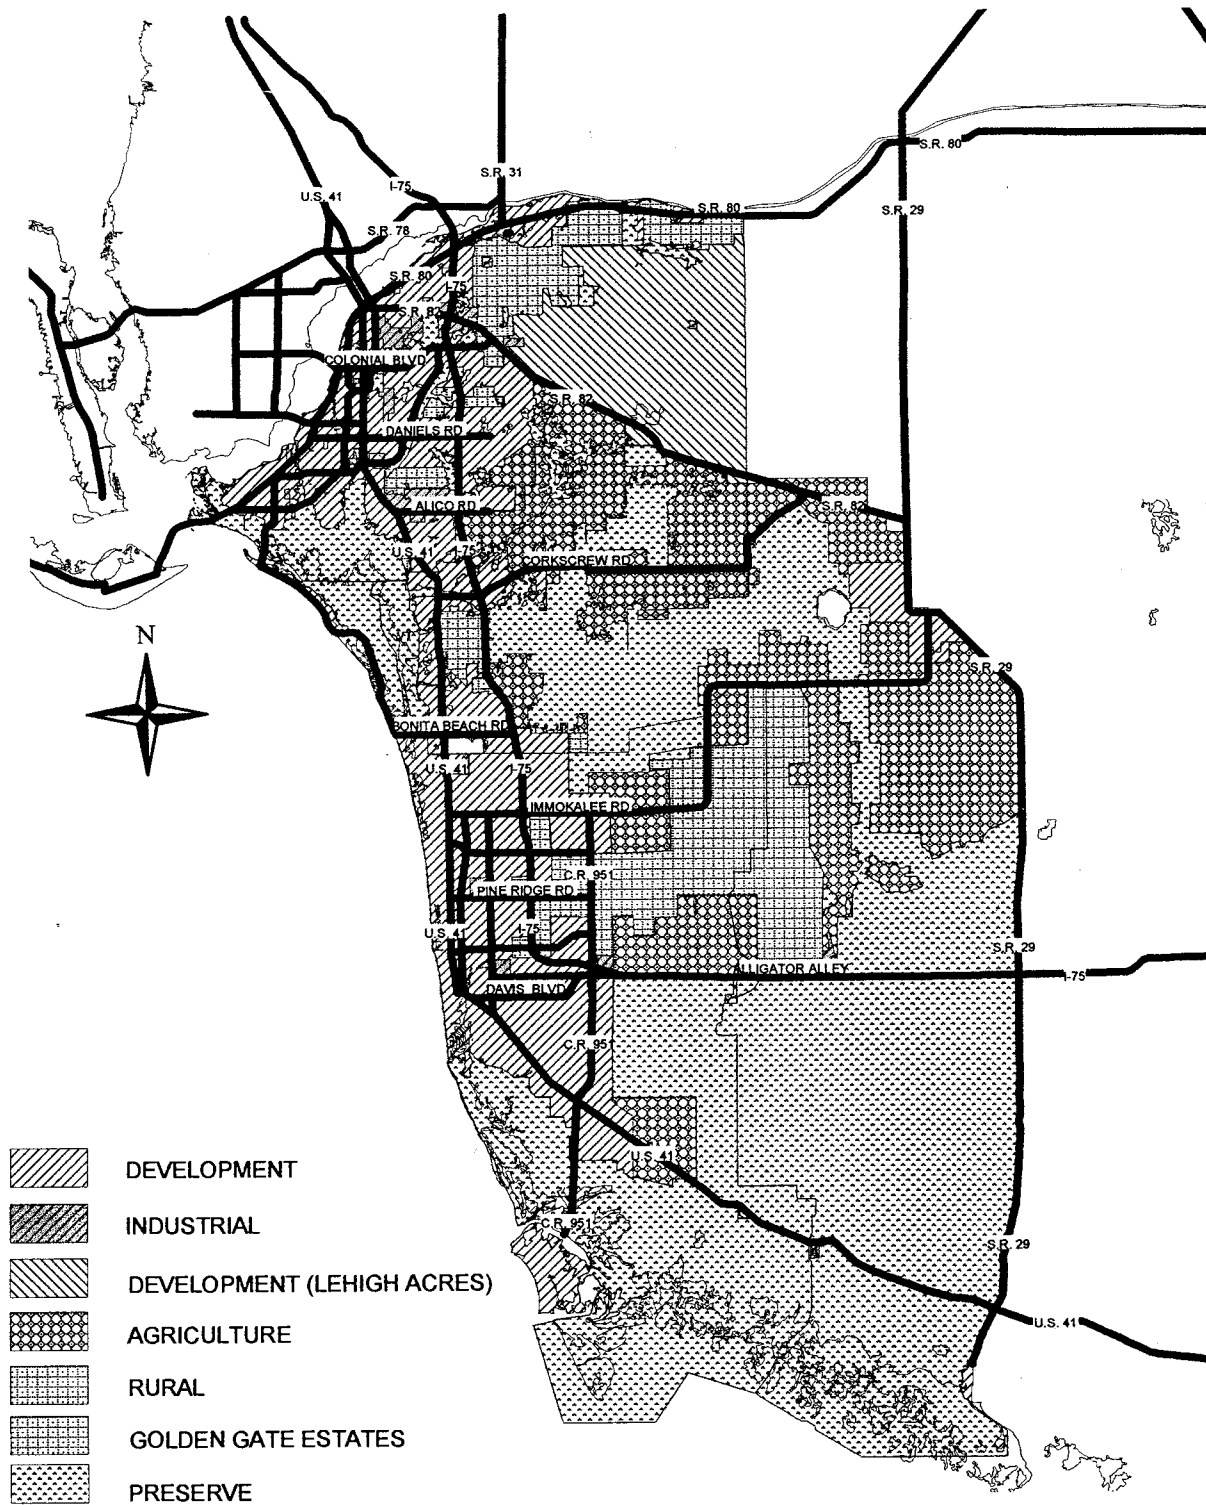 S.R. 80
S.R. 31
I-75
U.S. 41
S.R. 80
S.R. 29
S.R. 78
S.R. 80
I-75
S.R. 82
COLONIAL BLVD
S.R. 82
DANIELS RD
ALICO RD
S.R. 82
U.S. 41
I-75
CORKSCREW RD
N
S.R. 29
BONITA BEACH RD
U.S. 41
I-75
IMMOKALEE RD
C.R. 951
PINE RIDGE RD
U.S. 41
I-75
S.R. 29
ALLIGATOR ALLEY
I-75
DAVIS BLVD
C.R. 951
U.S. 41
C.R. 951
S.R. 29
U.S. 41
DEVELOPMENT
INDUSTRIAL
DEVELOPMENT (LEHIGH ACRES)
AGRICULTURE
RURAL
GOLDEN GATE ESTATES
PRESERVE